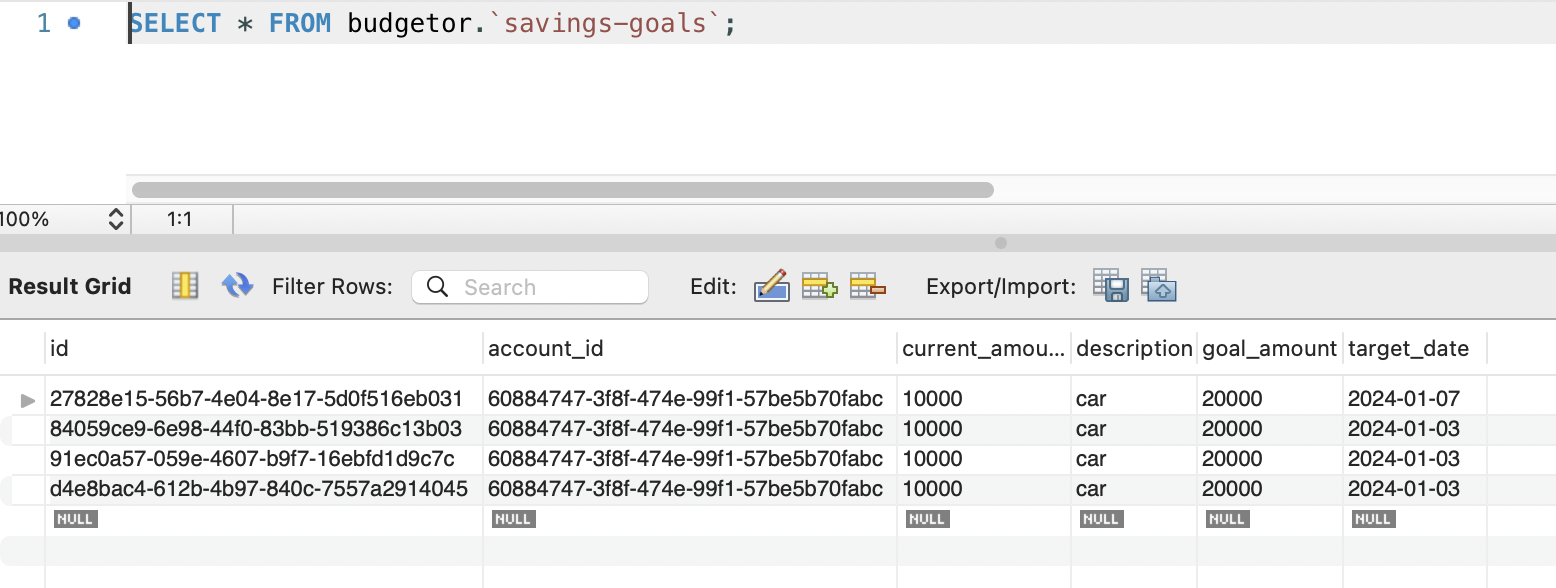 1 SELECT * FROM budgetor.`savings-goals`;
100% 1:1
Result Grid Filter Rows: Search Edit: Export/Import:
id account_id current_amou... description goal_amount target_date
27828e15-56b7-4e04-8e17-5d0f516eb031 60884747-3f8f-474e-99f1-57be5b70fabc 10000 car 20000 2024-01-07
84059ce9-6e98-44f0-83bb-519386c13b03 60884747-3f8f-474e-99f1-57be5b70fabc 10000 car 20000 2024-01-03
91ec0a57-059e-4607-b9f7-16ebfd1d9c7c 60884747-3f8f-474e-99f1-57be5b70fabc 10000 car 20000 2024-01-03
d4e8bac4-612b-4b97-840c-7557a2914045 60884747-3f8f-474e-99f1-57be5b70fabc 10000 car 20000 2024-01-03
NULL NULL NULL NULL NULL NULL